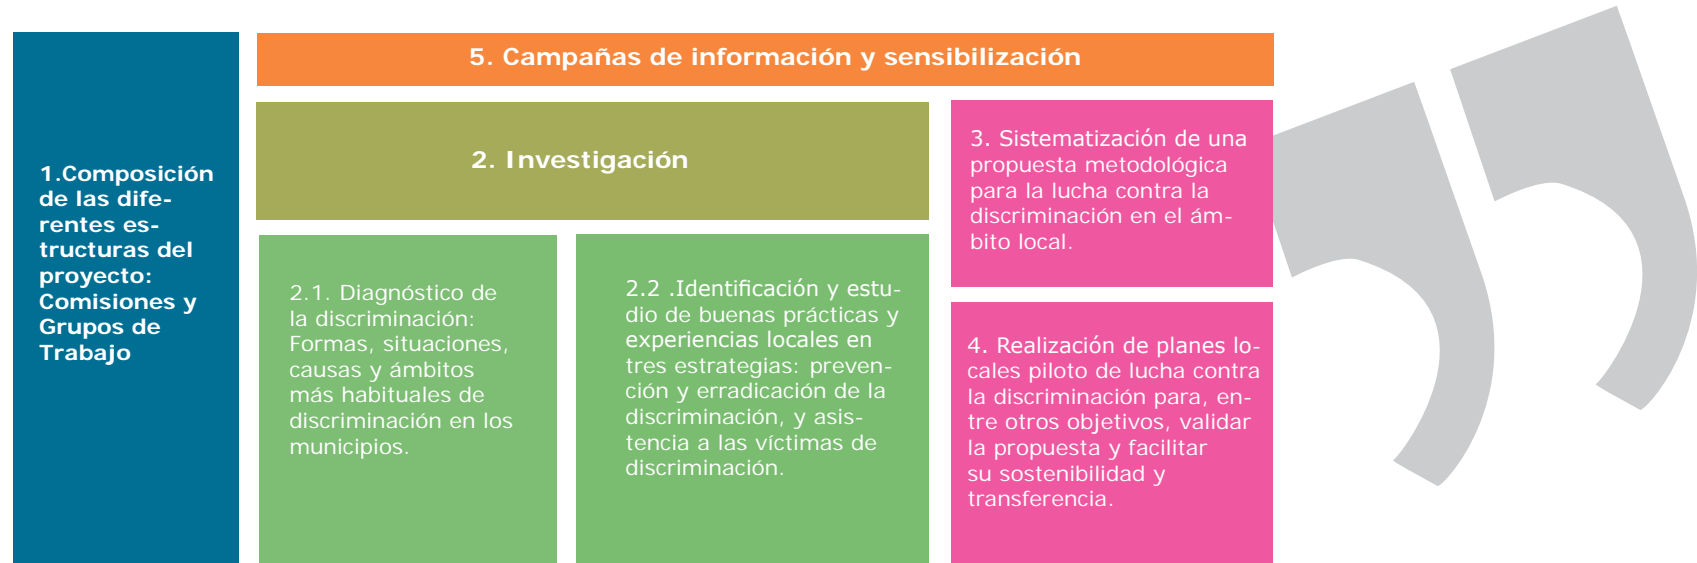 1.Composición
de las dife-
rentes es-
tructuras del
proyecto:
Comisiones y
Grupos de
Trabajo
5. Campañas de información y sensibilización
2. Investigación
2.1. Diagnóstico de
la discriminación:
Formas, situaciones,
causas y ámbitos
más habituales de
discriminación en los
municipios.
2.2 .Identificación y estu-
dio de buenas prácticas y
experiencias locales en
tres estrategias: preven-
ción y erradicación de la
discriminación, y asis-
tencia a las víctimas de
discriminación.
3. Sistematización de una
propuesta metodológica
para la lucha contra la
discriminación en el ám-
bito local.
4. Realización de planes lo-
cales piloto de lucha contra
la discriminación para, en-
tre otros objetivos, validar
la propuesta y facilitar
su sostenibilidad y
transferencia.